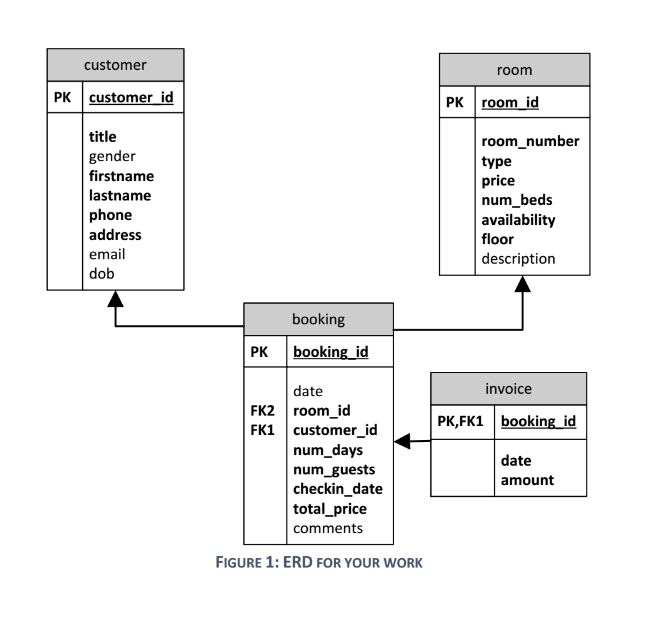 customer
PK customer_id
title
gender
firstname
lastname
phone
address
email
dob
room
PK room_id
room_number
type
price
num_beds
availability
floor
description
booking
PK booking_id
date
FK2 room_id
FK1 customer_id
num_days
num_guests
checkin_date
total_price
comments
invoice
PK,FK1 booking_id
date
amount
FIGURE 1: ERD FOR YOUR WORK